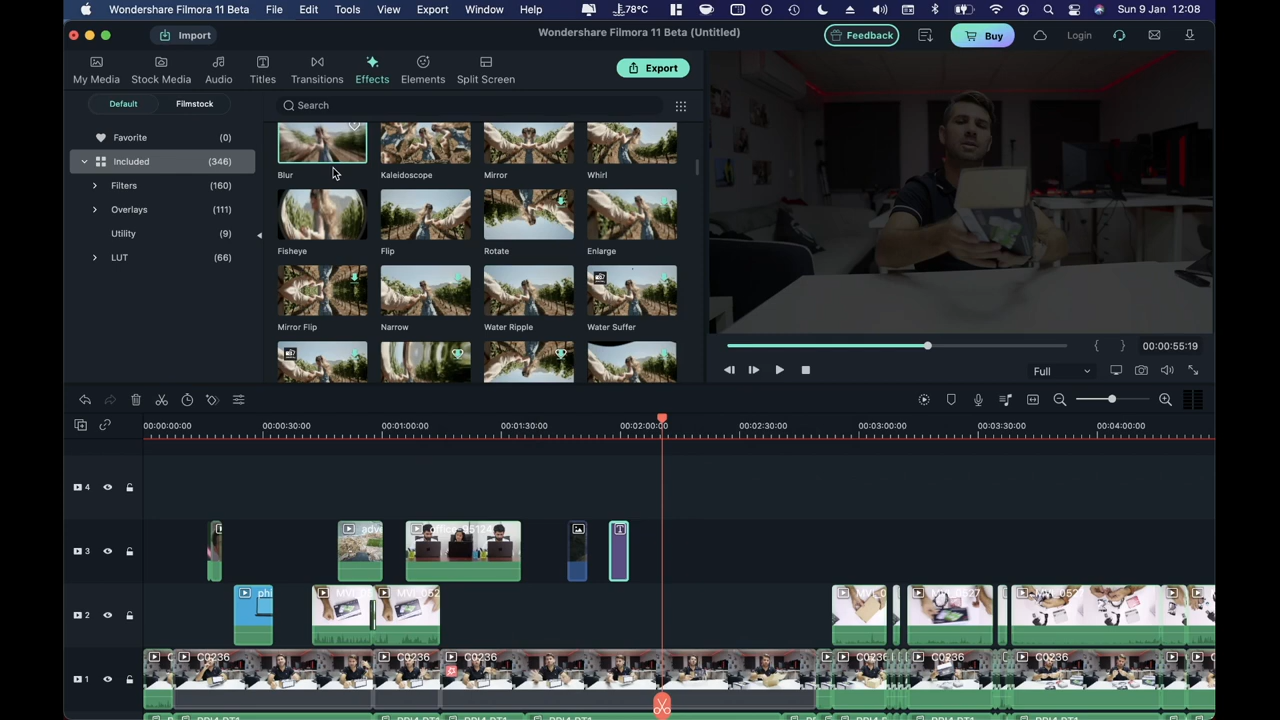 Wondershare Filmora 11 Beta File Edit Tools View Export Window Help 78°C Sun 9 Jan 12:08
Import Wondershare Filmora 11 Beta (Untitled) Feedback Buy Login
My Media Stock Media Audio Titles Transitions Effects Elements Split Screen Export
Default Filmstock Search
Favorite (0)
Included (346)
Filters (160)
Overlays (111)
Utility (9)
LUT (66)
Blur Kaleidoscope Mirror Whirl
Fisheye Flip Rotate Enlarge
Mirror Flip Narrow Water Ripple Water Suffer
{ } 00:00:55:19
Full
00:00:00:00 00:00:30:00 00:01:00:00 00:01:30:00 00:02:00:00 00:02:30:00 00:03:00:00 00:03:30:00 00:04:00:00
4
3
2
1 C0236 C0236 C0236 C0236 C0236 C0236